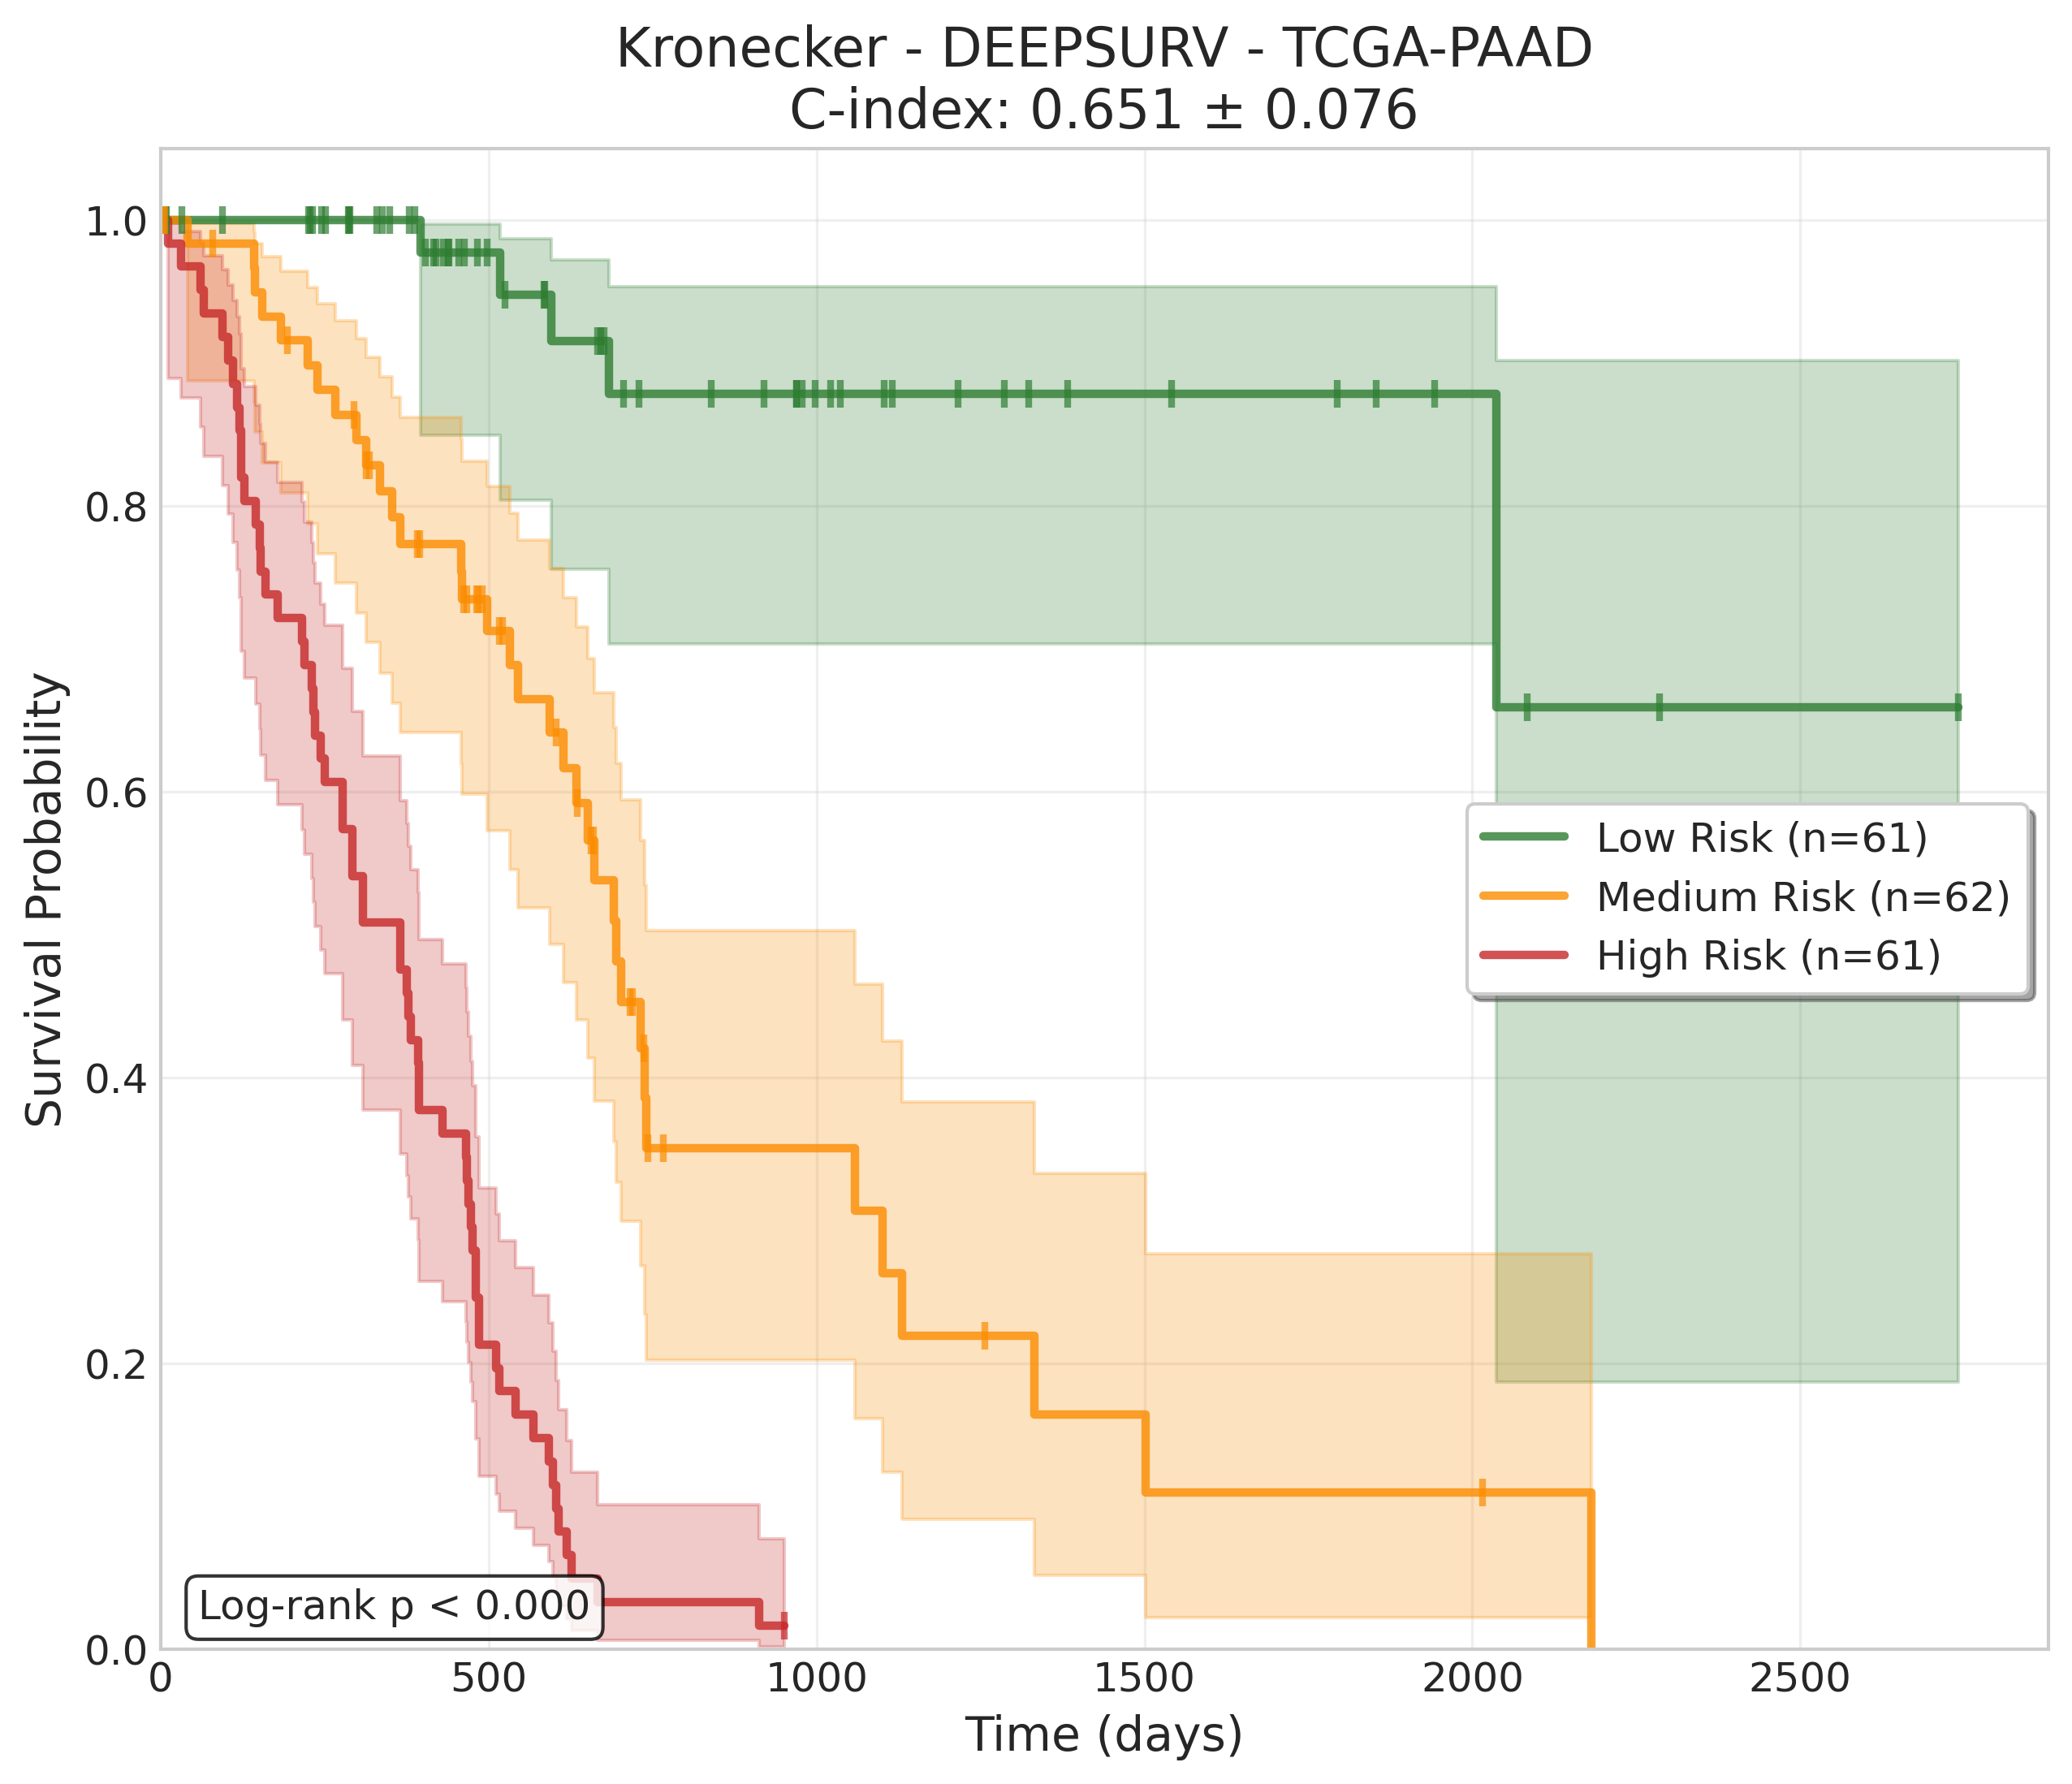 Kronecker - DEEPSURV - TCGA-PAAD
C-index: 0.651 ± 0.076
Survival Probability
1.0
0.8
0.6
0.4
0.2
0.0
Low Risk (n=61)
Medium Risk (n=62)
High Risk (n=61)
Log-rank p < 0.000
0
500
1000
1500
2000
2500
Time (days)